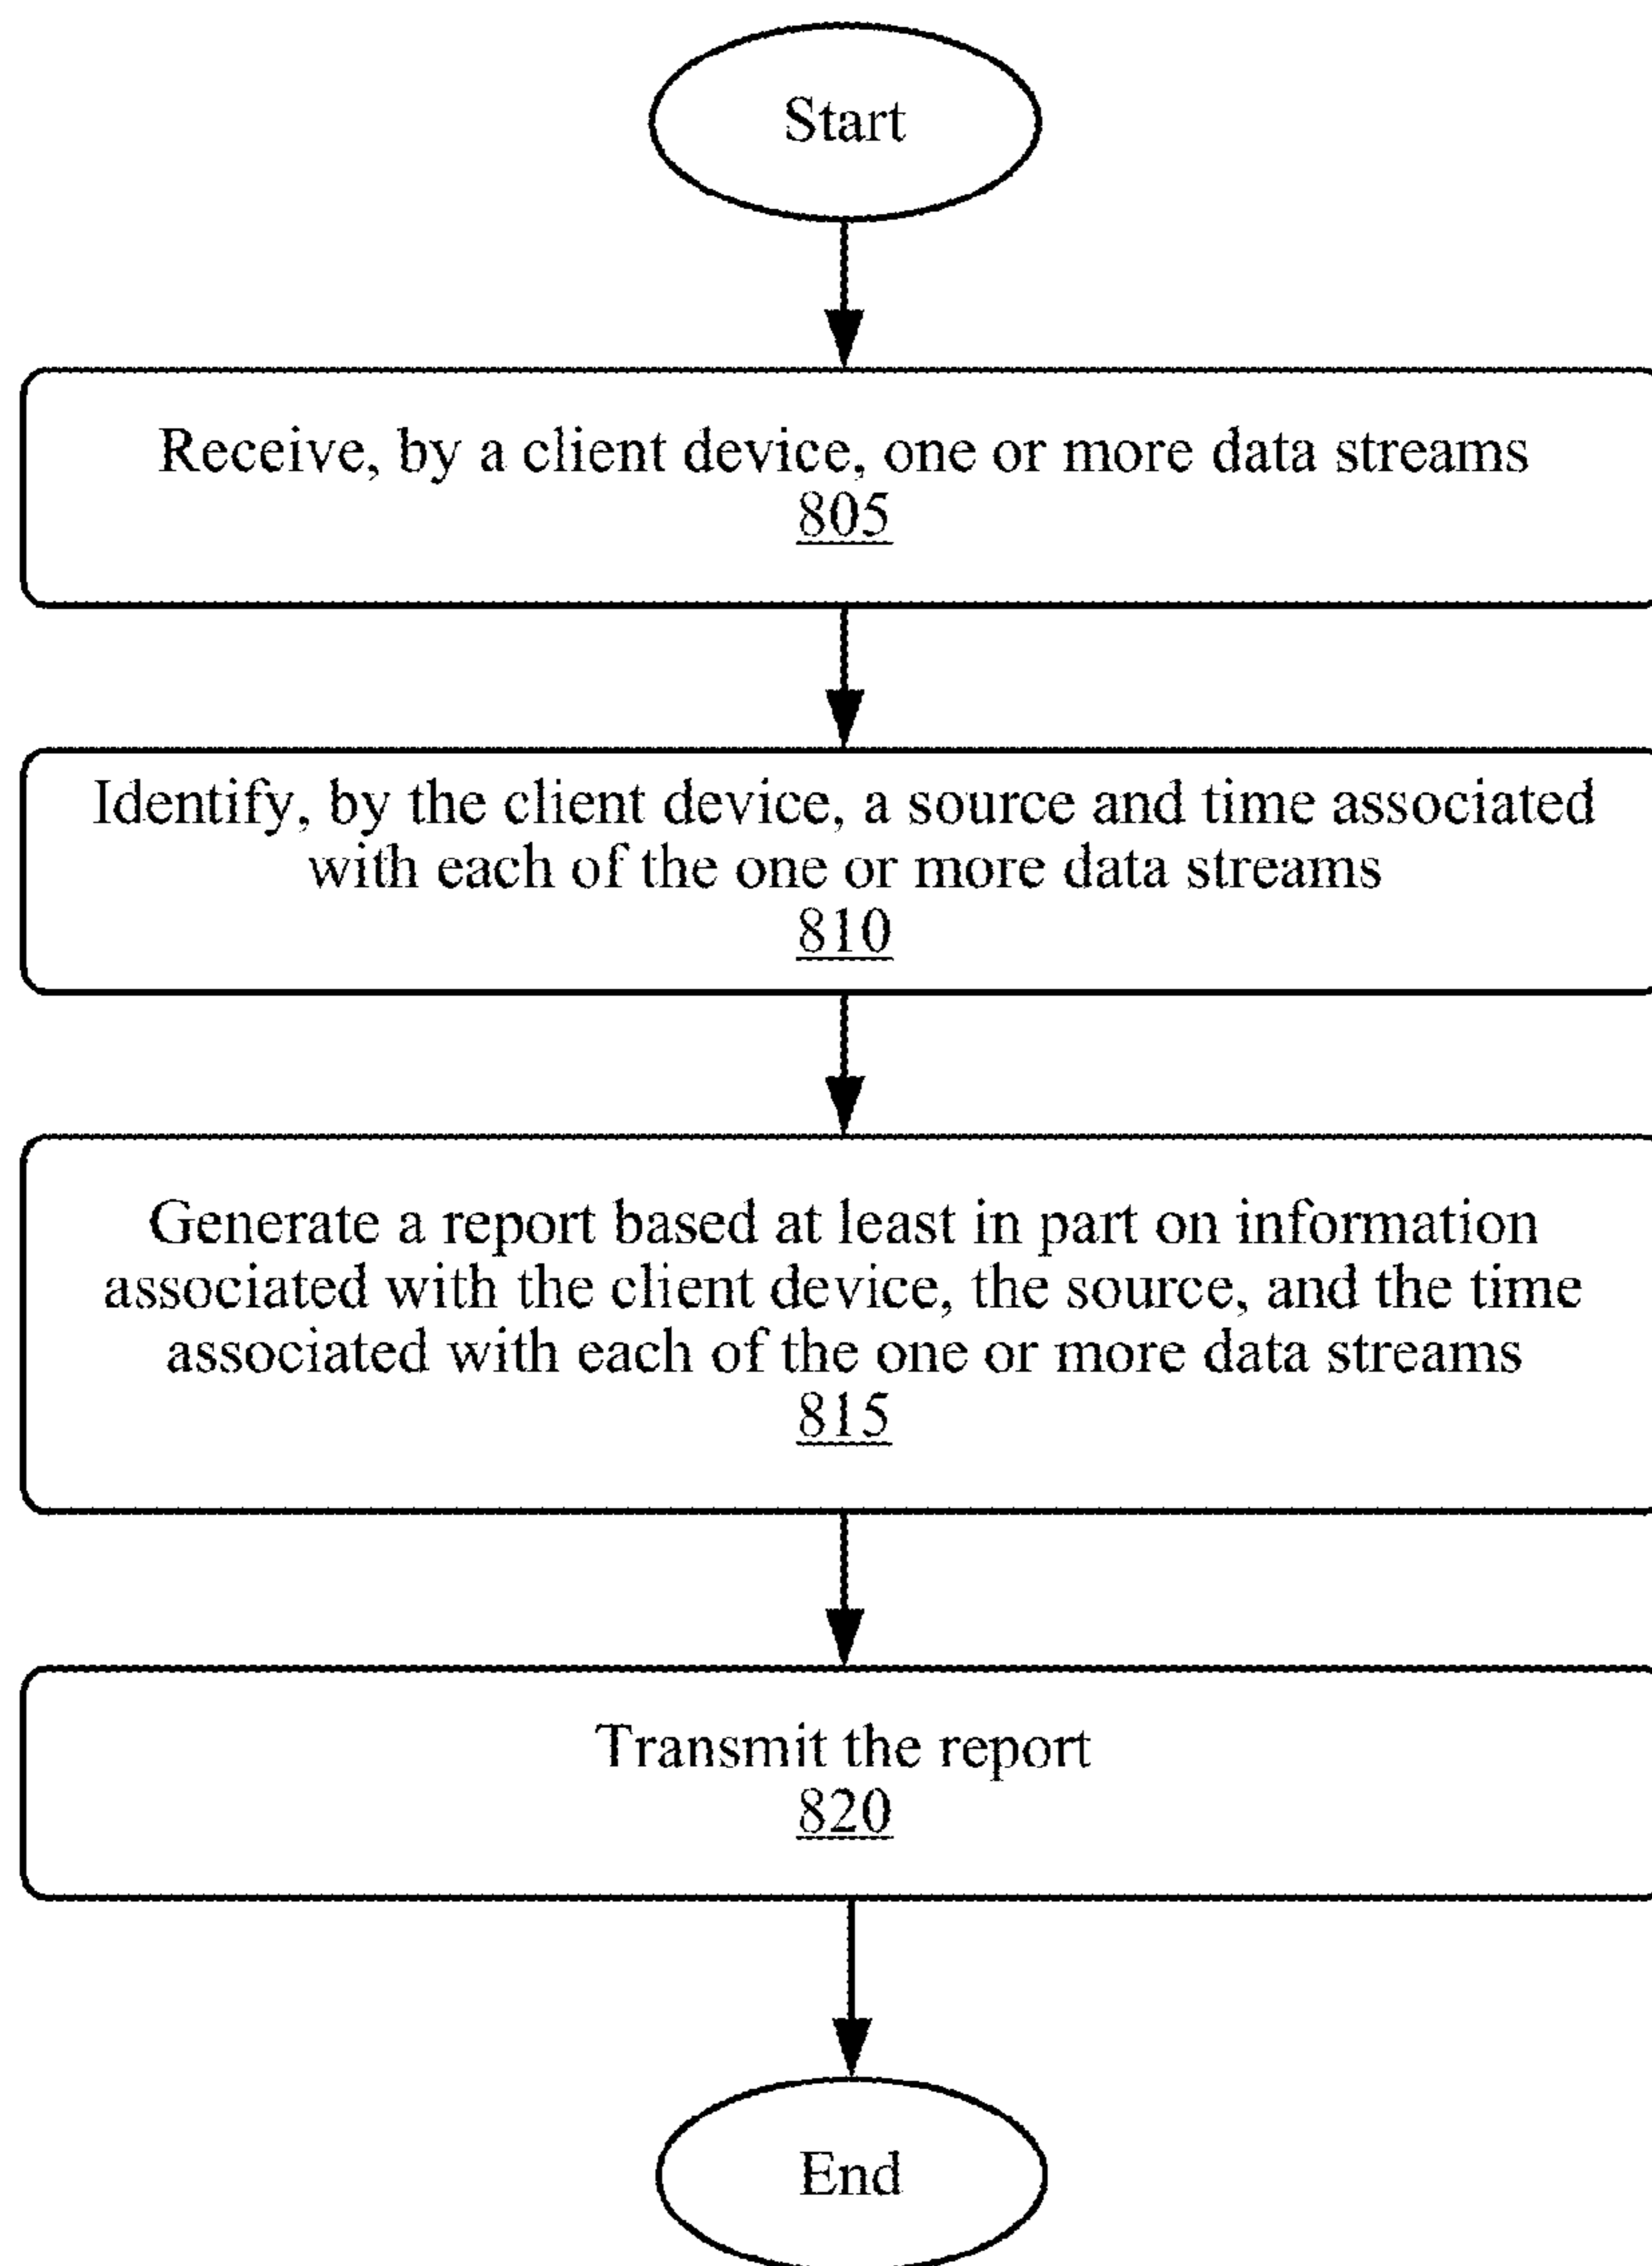 Start
Receive, by a client device, one or more data streams
805
Identify, by the client device, a source and time associated
with each of the one or more data streams
810
Generate a report based at least in part on information
associated with the client device, the source, and the time
associated with each of the one or more data streams
815
Transmit the report
820
End